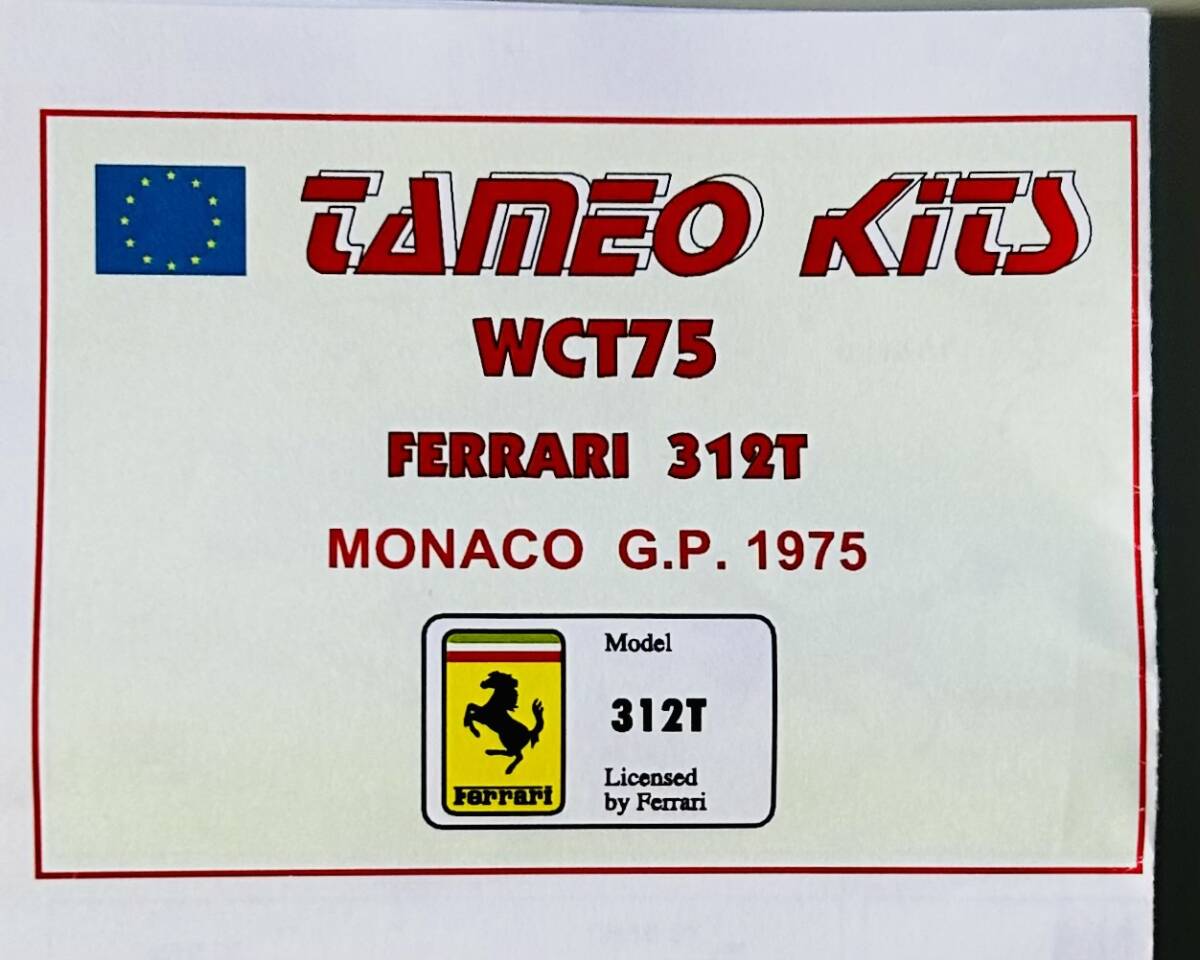 TAMEO KITS
WCT75
FERRARI 312T
MONACO G.P. 1975
Model
312T
Licensed
by Ferrari
Ferrari